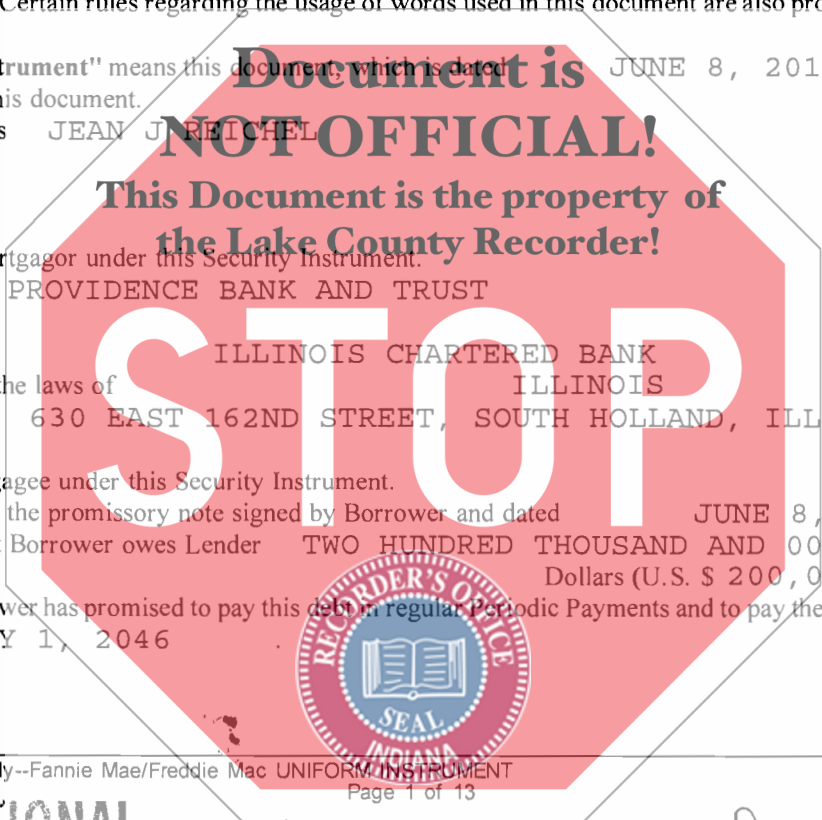 Certain rules regarding the usage of words used in this document are also pro
trument" means this document, which is dated JUNE 8, 201
is document.
s JEAN J REICHEL
Document is
NOT OFFICIAL!
This Document is the property of
the Lake County Recorder!
rtgagor under this Security Instrument.
PROVIDENCE BANK AND TRUST
STOP
ILLINOIS CHARTERED BANK
he laws of ILLINOIS
630 EAST 162ND STREET, SOUTH HOLLAND, ILL
agee under this Security Instrument.
the promissory note signed by Borrower and dated JUNE 8,
Borrower owes Lender TWO HUNDRED THOUSAND AND 00
Dollars (U.S. $ 200,0
wer has promised to pay this debt in regular Periodic Payments and to pay the
Y 1, 2046 .
RECORDER'S OFFICE
SEAL
INDIANA
ly--Fannie Mae/Freddie Mac UNIFORM INSTRUMENT
Page 1 of 13